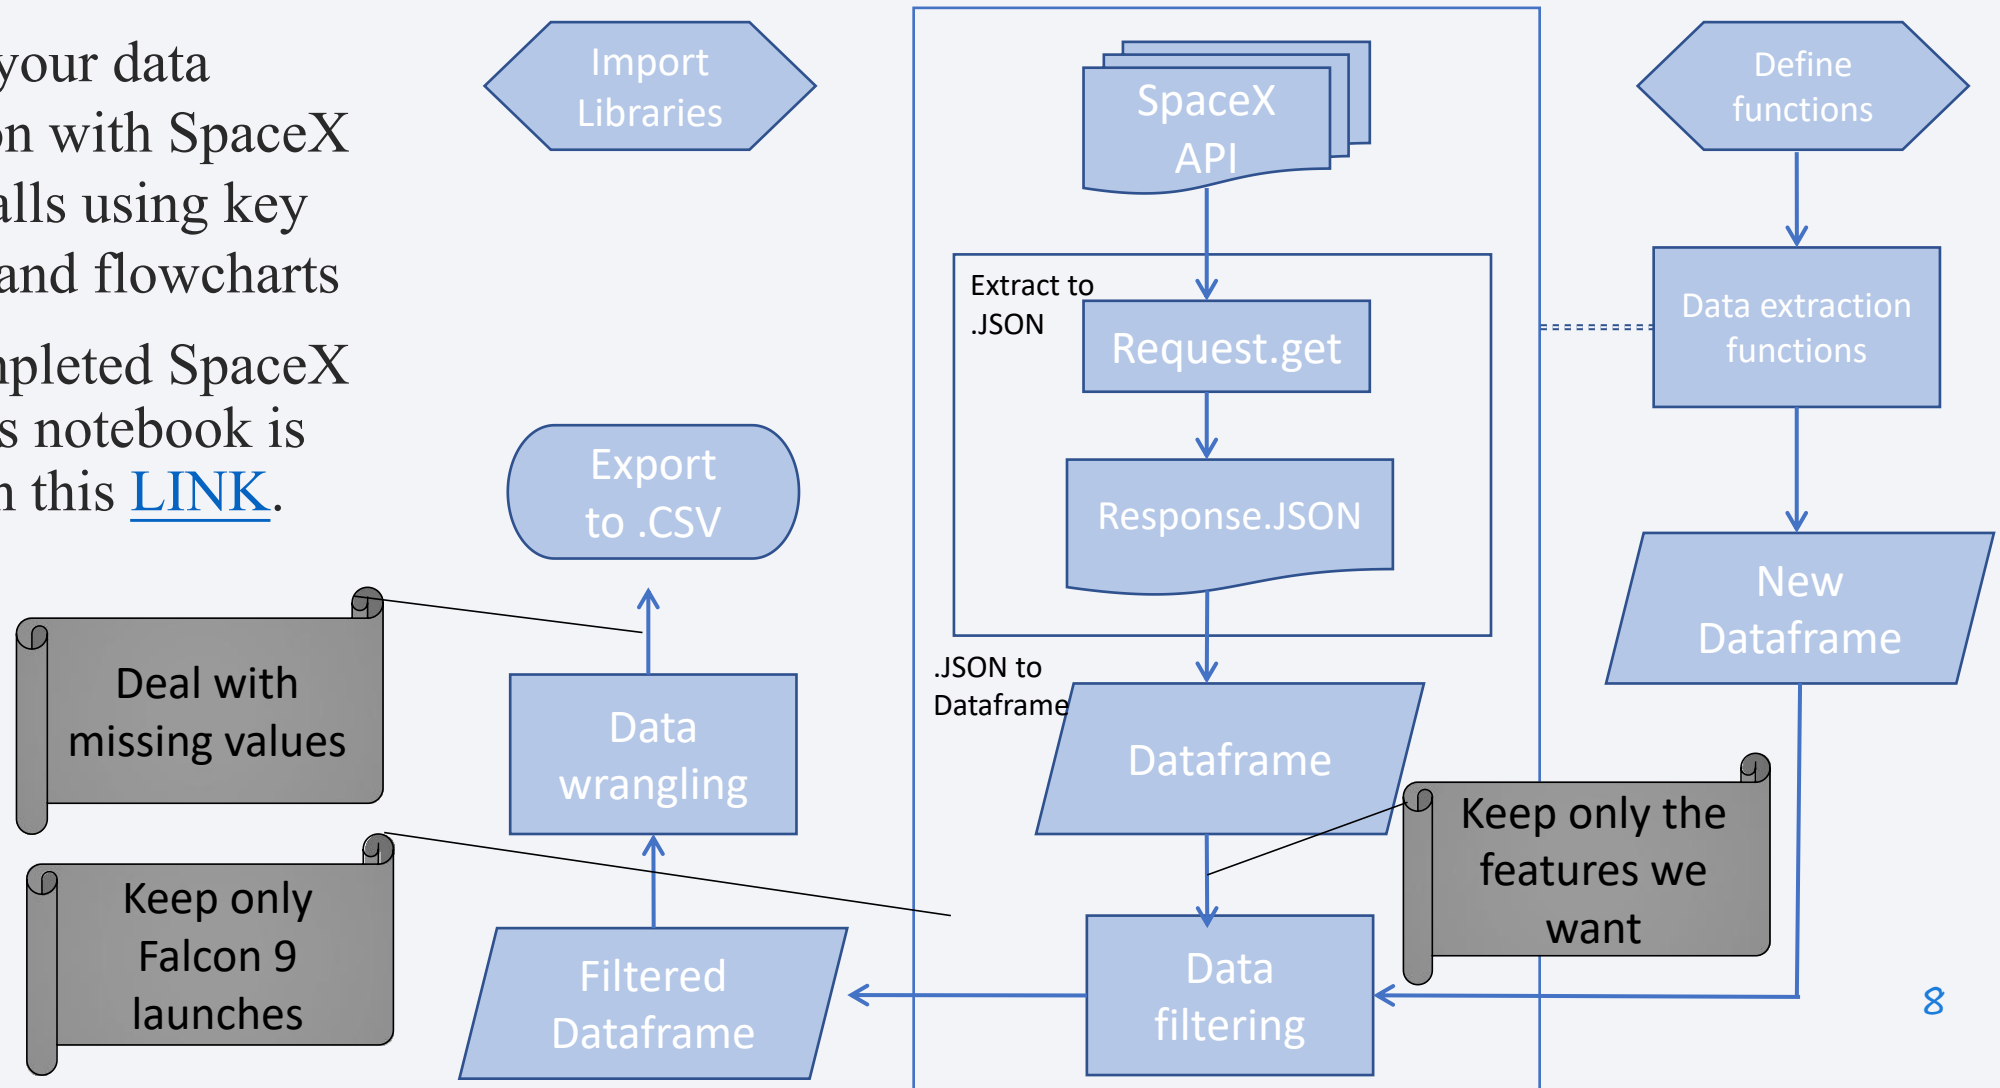 your data
on with SpaceX
alls using key
and flowcharts
mpleted SpaceX
s notebook is
n this LINK.
Import
Libraries
SpaceX
API
Define
functions
Extract to
.JSON
Request.get
Data extraction
functions
Response.JSON
Export
to .CSV
New
Dataframe
.JSON to
Dataframe
Dataframe
Deal with
missing values
Data
wrangling
Keep only the
features we
want
Keep only
Falcon 9
launches
Filtered
Dataframe
Data
filtering
8